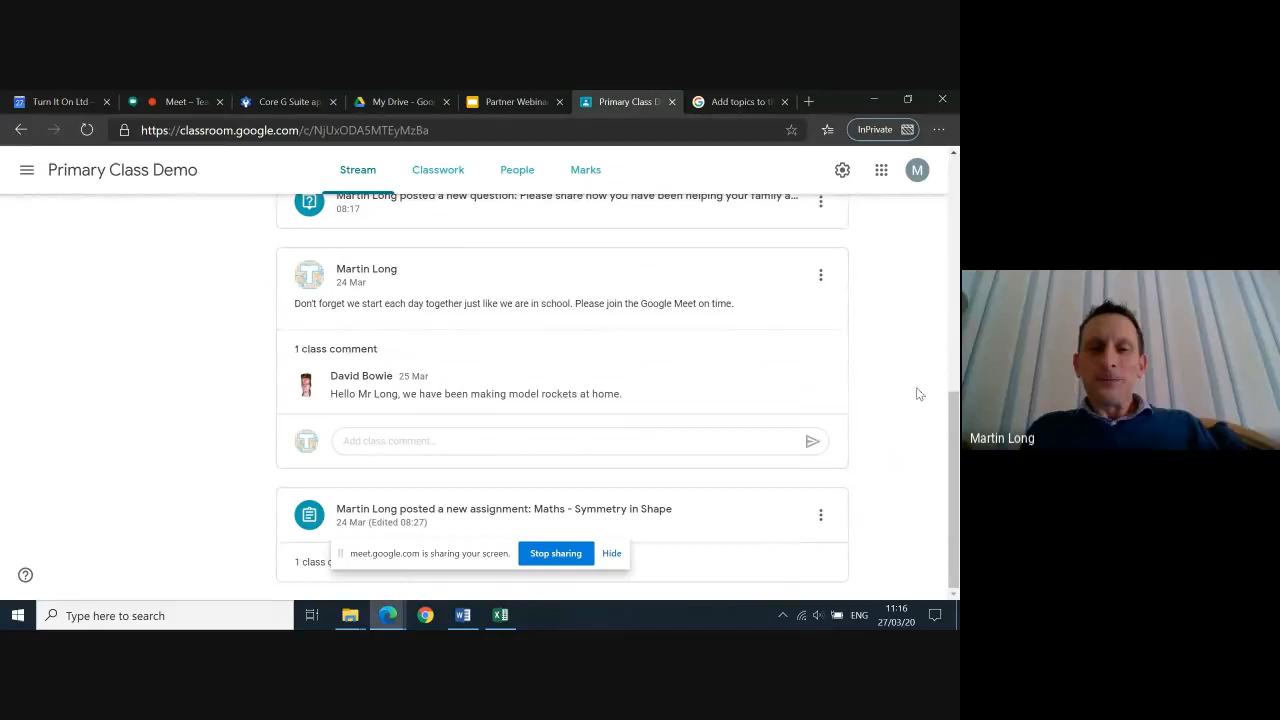 Turn It On Ltd –
Meet – Tea
Core G Suite ap
My Drive - Goo
Partner Webina
Primary Class D
Add topics to th
https://classroom.google.com/c/NjUxODA5MTEyMzBa
InPrivate
Primary Class Demo
Stream
Classwork
People
Marks
M
Martin Long posted a new question: Please share how you have been helping your family a...
08:17
Martin Long
24 Mar
Don't forget we start each day together just like we are in school. Please join the Google Meet on time.
1 class comment
David Bowie 25 Mar
Hello Mr Long, we have been making model rockets at home.
Add class comment...
Martin Long posted a new assignment: Maths - Symmetry in Shape
24 Mar (Edited 08:27)
meet.google.com is sharing your screen.
Stop sharing
Hide
1 class c
Type here to search
ENG
11:16
27/03/20
Martin Long